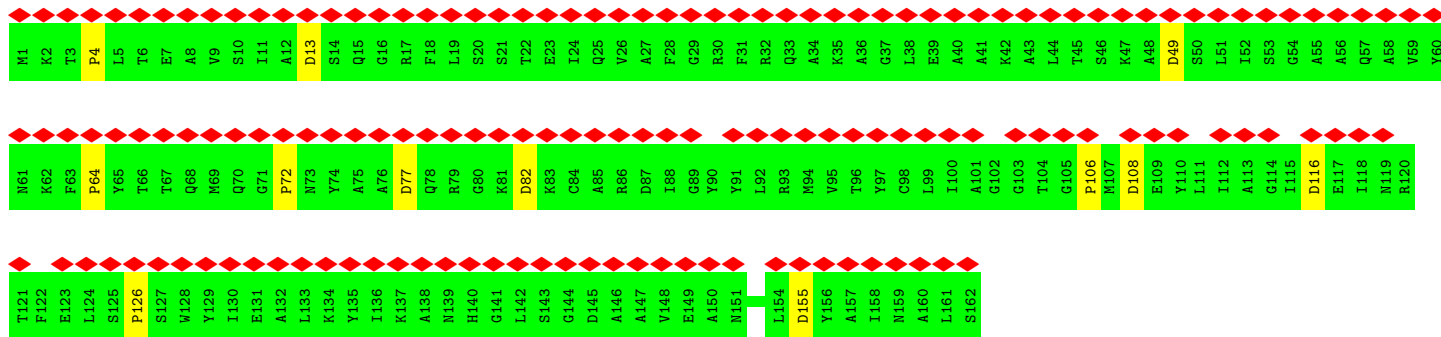 M1 K2 T3 P4 L5 T6 E7 A8 V9 S10 I11 A12 D13 S14 Q15 G16 R17 F18 L19 S20 S21 T22 E23 I24 Q25 V26 A27 F28 G29 R30 F31 R32 Q33 A34 K35 A36 G37 L38 E39 A40 A41 K42 A43 L44 T45 S46 K47 A48 D49 S50 L51 I52 S53 G54 A55 A56 Q57 A58 V59 Y60
N61 K62 F63 P64 Y65 T66 T67 Q68 M69 Q70 G71 P72 N73 Y74 A75 A76 D77 Q78 R79 G80 K81 D82 K83 C84 A85 R86 D87 I88 G89 Y90 Y91 L92 R93 M94 V95 T96 Y97 C98 L99 I100 A101 G102 G103 T104 G105 P106 M107 D108 E109 Y110 L111 I112 A113 G114 I115 D116 E117 I118 N119 R120
T121 F122 E123 L124 S125 P126 S127 W128 Y129 I130 E131 A132 L133 K134 Y135 I136 K137 A138 N139 H140 G141 L142 S143 G144 D145 A146 A147 V148 E149 A150 N151 L154 D155 Y156 A157 I158 N159 A160 L161 S162